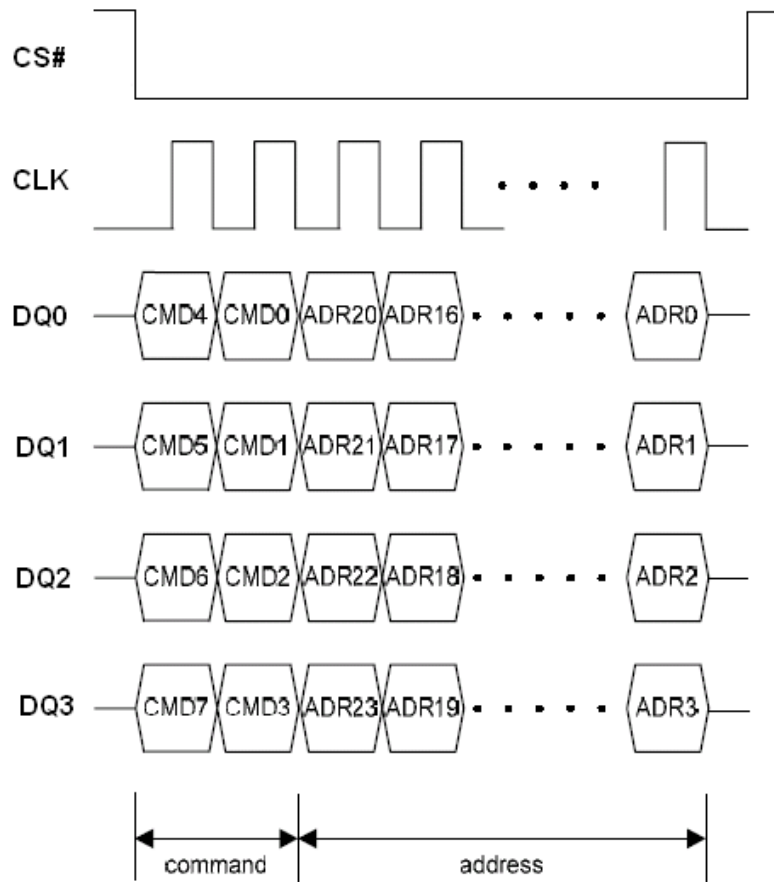 CS#
CLK
DQ0 CMD4 CMD0 ADR20 ADR16 ADR0
DQ1 CMD5 CMD1 ADR21 ADR17 ADR1
DQ2 CMD6 CMD2 ADR22 ADR18 ADR2
DQ3 CMD7 CMD3 ADR23 ADR19 ADR3
command address